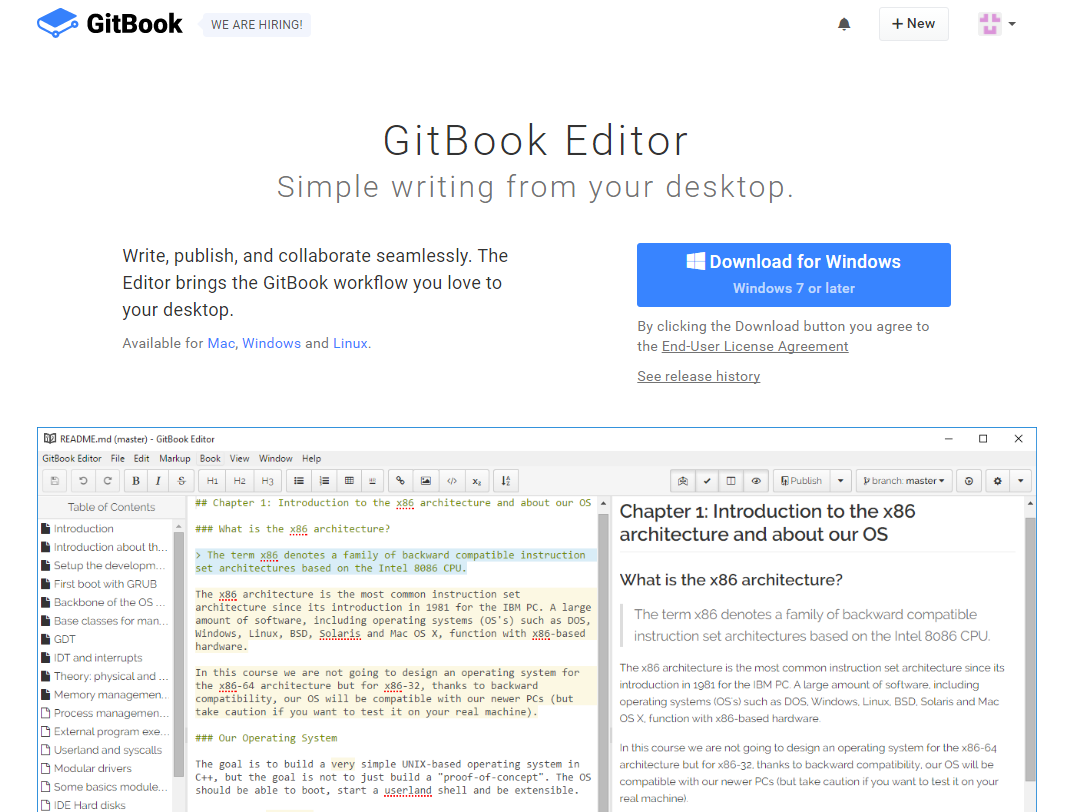 GitBook
WE ARE HIRING!
+ New
GitBook Editor
Simple writing from your desktop.
Write, publish, and collaborate seamlessly. The
Editor brings the GitBook workflow you love to
your desktop.
Available for Mac, Windows and Linux.
Download for Windows
Windows 7 or later
By clicking the Download button you agree to
the End-User License Agreement
See release history
README.md (master) - GitBook Editor
GitBook Editor File Edit Markup Book View Window Help
B I S H1 H2 H3 Publish branch: master
Table of Contents
Introduction
Introduction about th...
Setup the developm...
First boot with GRUB
Backbone of the OS ...
Base classes for man...
GDT
IDT and interrupts
Theory: physical and ...
Memory managemen...
Process managemen...
External program exe...
Userland and syscalls
Modular drivers
Some basics module...
IDE Hard disks
## Chapter 1: Introduction to the x86 architecture and about our OS
### What is the x86 architecture?
> The term x86 denotes a family of backward compatible instruction
set architectures based on the Intel 8086 CPU.
The x86 architecture is the most common instruction set
architecture since its introduction in 1981 for the IBM PC. A large
amount of software, including operating systems (OS's) such as DOS,
Windows, Linux, BSD, Solaris and Mac OS X, function with x86-based
hardware.
In this course we are not going to design an operating system for
the x86-64 architecture but for x86-32, thanks to backward
compatibility, our OS will be compatible with our newer PCs (but
take caution if you want to test it on your real machine).
### Our Operating System
The goal is to build a very simple UNIX-based operating system in
C++, but the goal is not to just build a "proof-of-concept". The OS
should be able to boot, start a userland shell and be extensible.
Chapter 1: Introduction to the x86
architecture and about our OS
What is the x86 architecture?
The term x86 denotes a family of backward compatible
instruction set architectures based on the Intel 8086 CPU.
The x86 architecture is the most common instruction set architecture since its
introduction in 1981 for the IBM PC. A large amount of software, including
operating systems (OS's) such as DOS, Windows, Linux, BSD, Solaris and Mac
OS X, function with x86-based hardware.
In this course we are not going to design an operating system for the x86-64
architecture but for x86-32, thanks to backward compatibility, our OS will be
compatible with our newer PCs (but take caution if you want to test it on your
real machine).